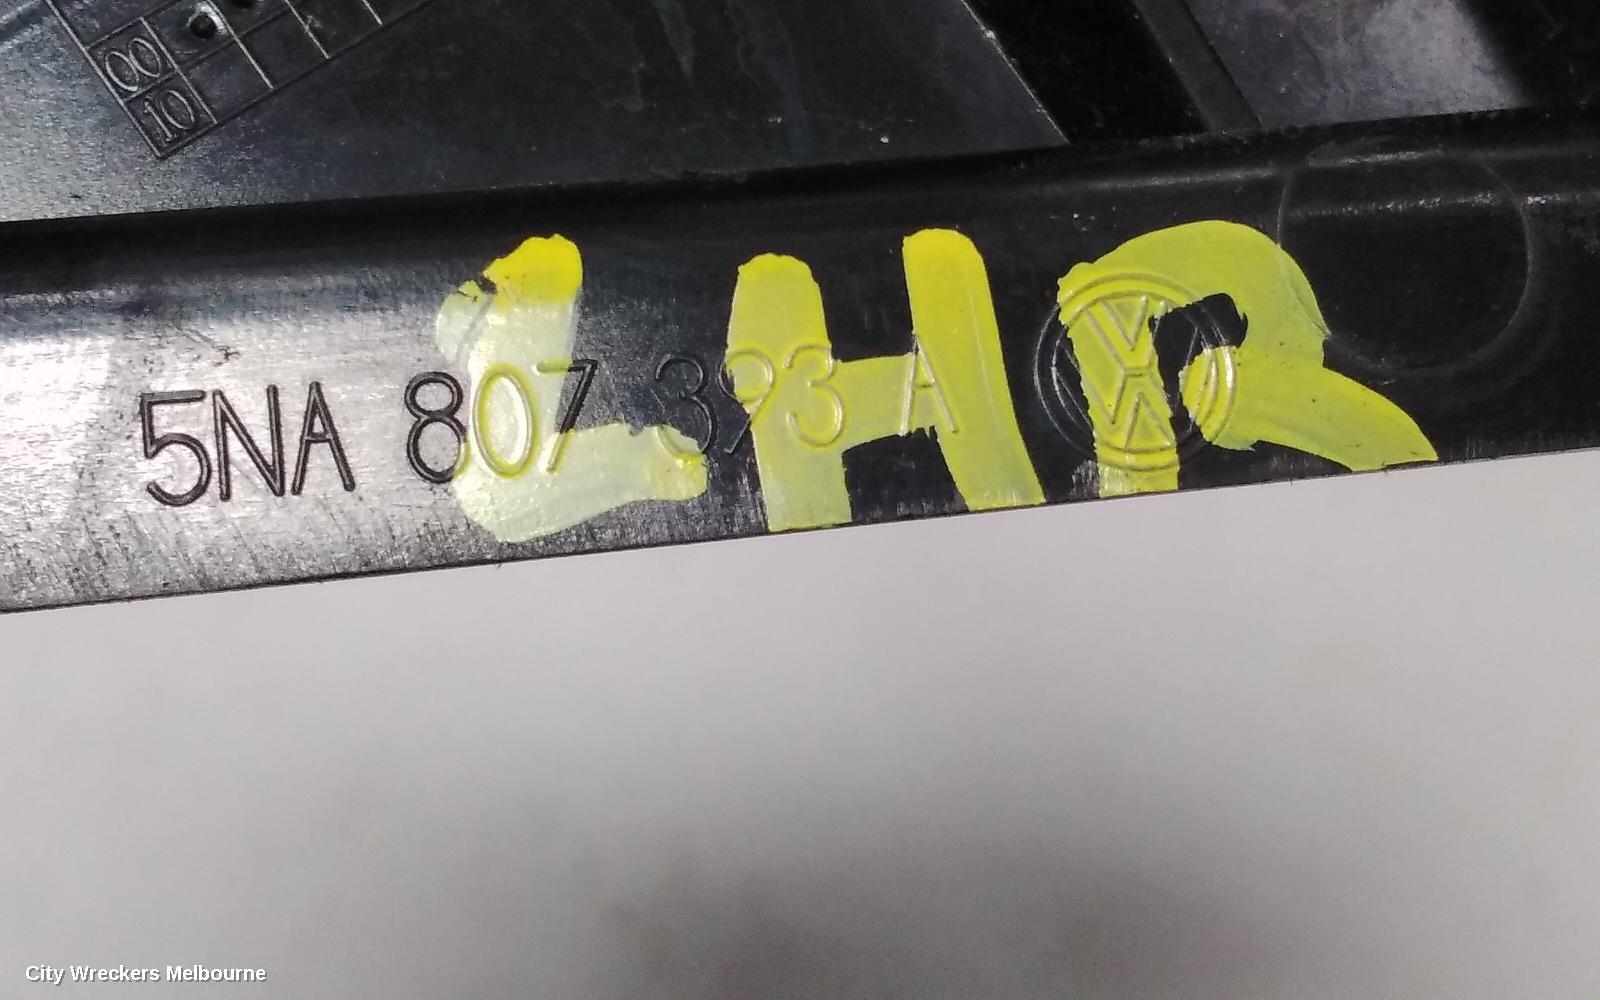 00
10
LHR
5NA 807 393 A
City Wreckers Melbourne